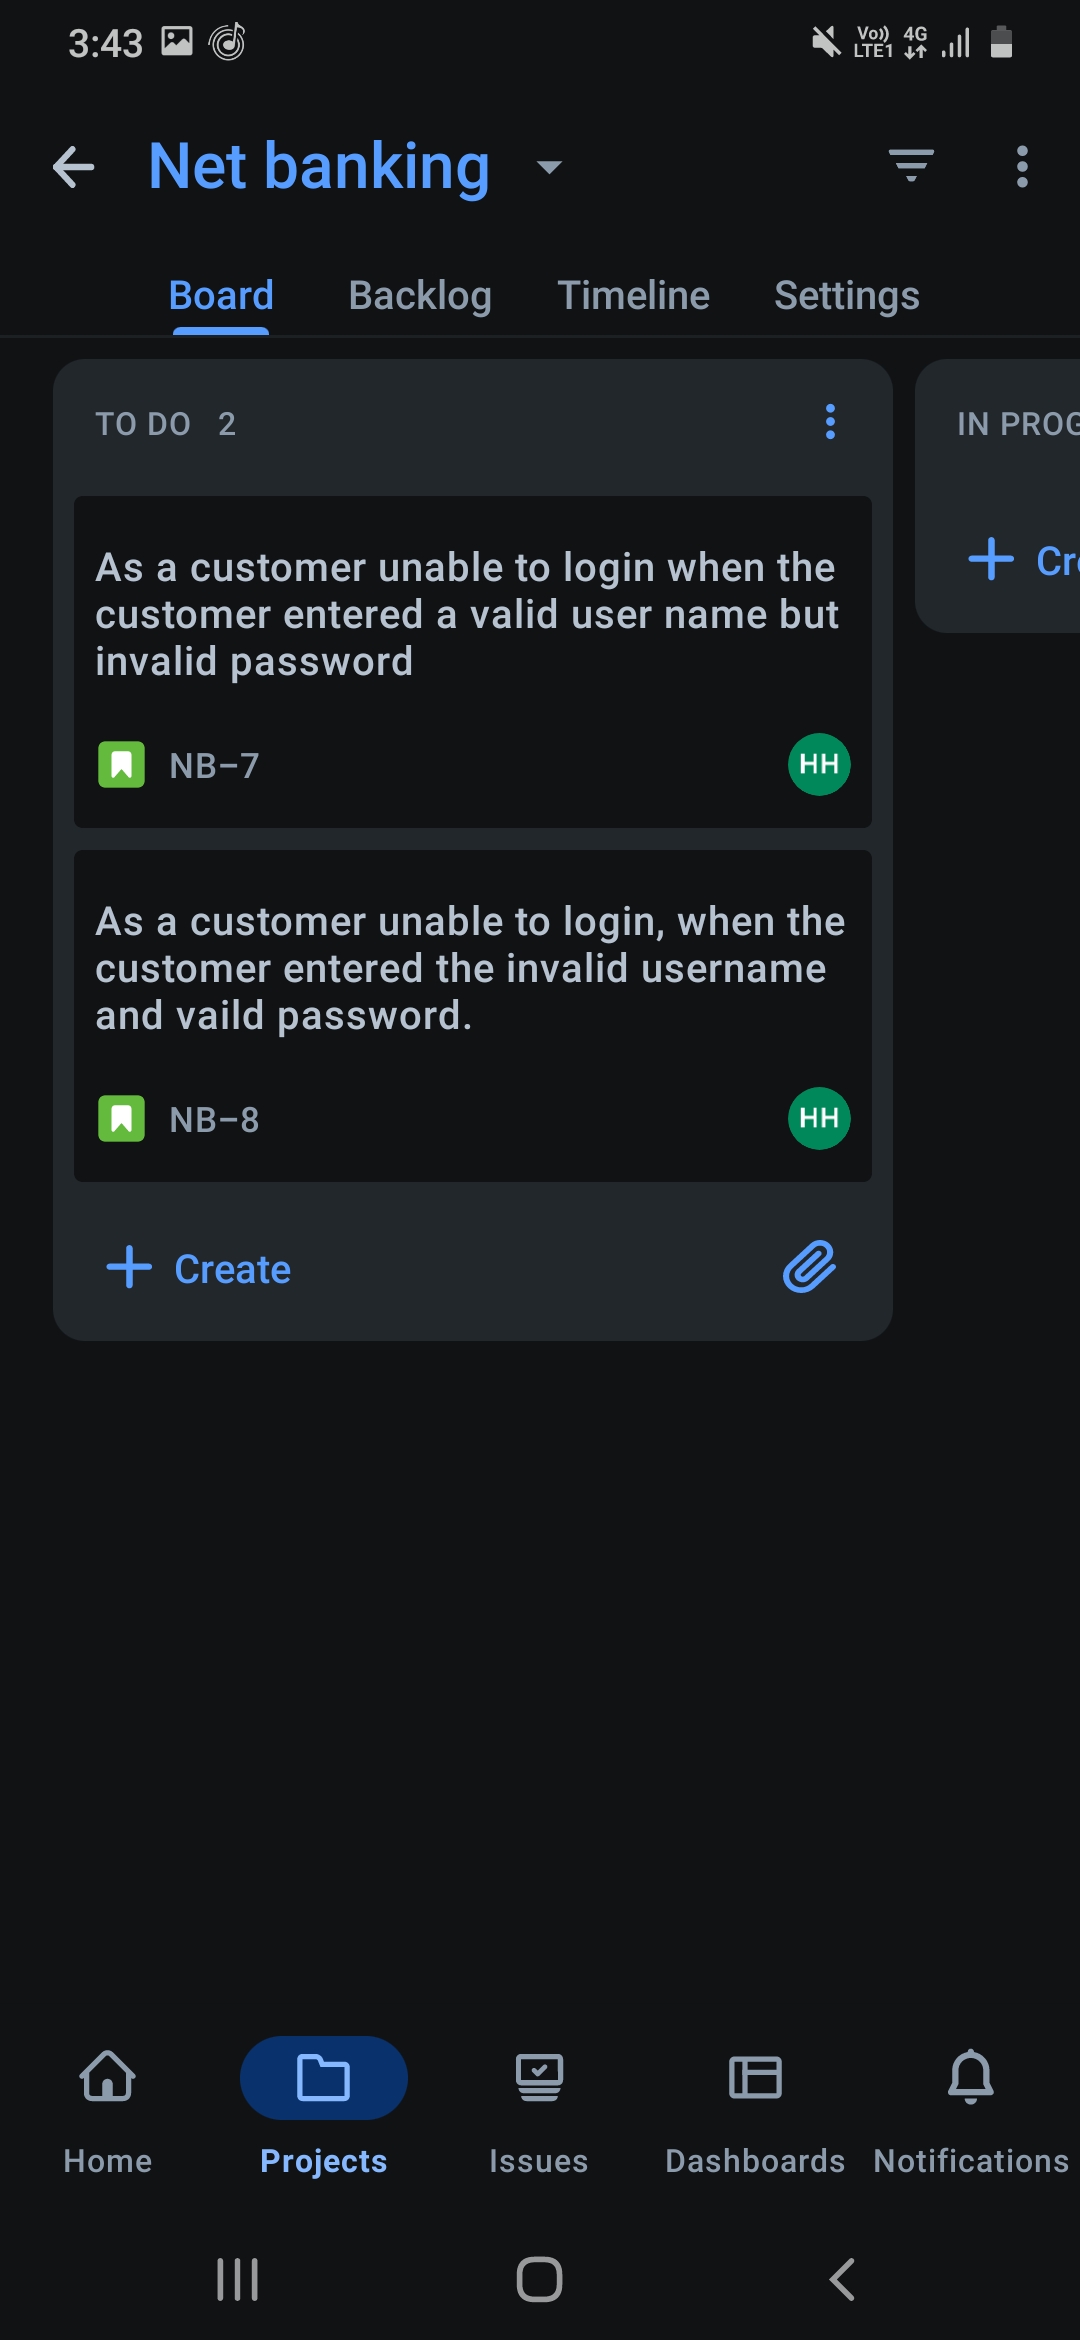 3:43
Vo)) LTE1 4G
Net banking
Board Backlog Timeline Settings
TO DO 2
IN PROG
As a customer unable to login when the
customer entered a valid user name but
invalid password
NB-7
HH
Cre
As a customer unable to login, when the
customer entered the invalid username
and vaild password.
NB-8
HH
Create
Home Projects Issues Dashboards Notifications